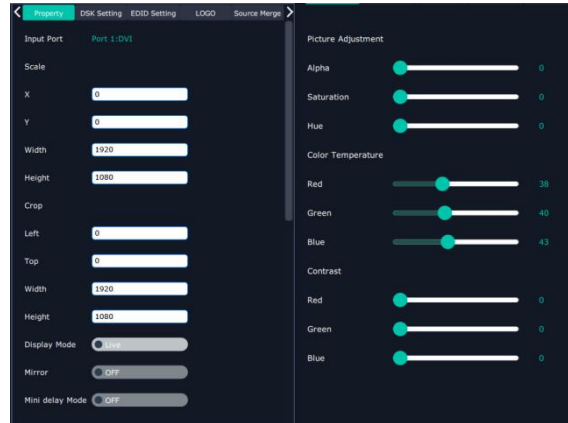 Property DSK Setting EDID Setting LOGO Source Merge
Input Port Port 1:DVI
Scale
X 0
Y 0
Width 1920
Height 1080
Crop
Left 0
Top 0
Width 1920
Height 1080
Display Mode Live
Mirror OFF
Mini delay Mode OFF
Picture Adjustment
Alpha 0
Saturation 0
Hue 0
Color Temperature
Red 38
Green 40
Blue 43
Contrast
Red 0
Green 0
Blue 0